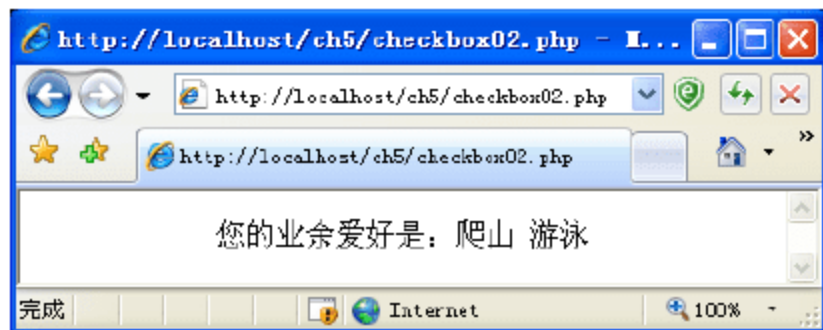 http://localhost/ch5/checkbox02.php - I...
http://localhost/ch5/checkbox02.php
http://localhost/ch5/checkbox02.php
»
您的业余爱好是：爬山 游泳
完成 Internet 100%